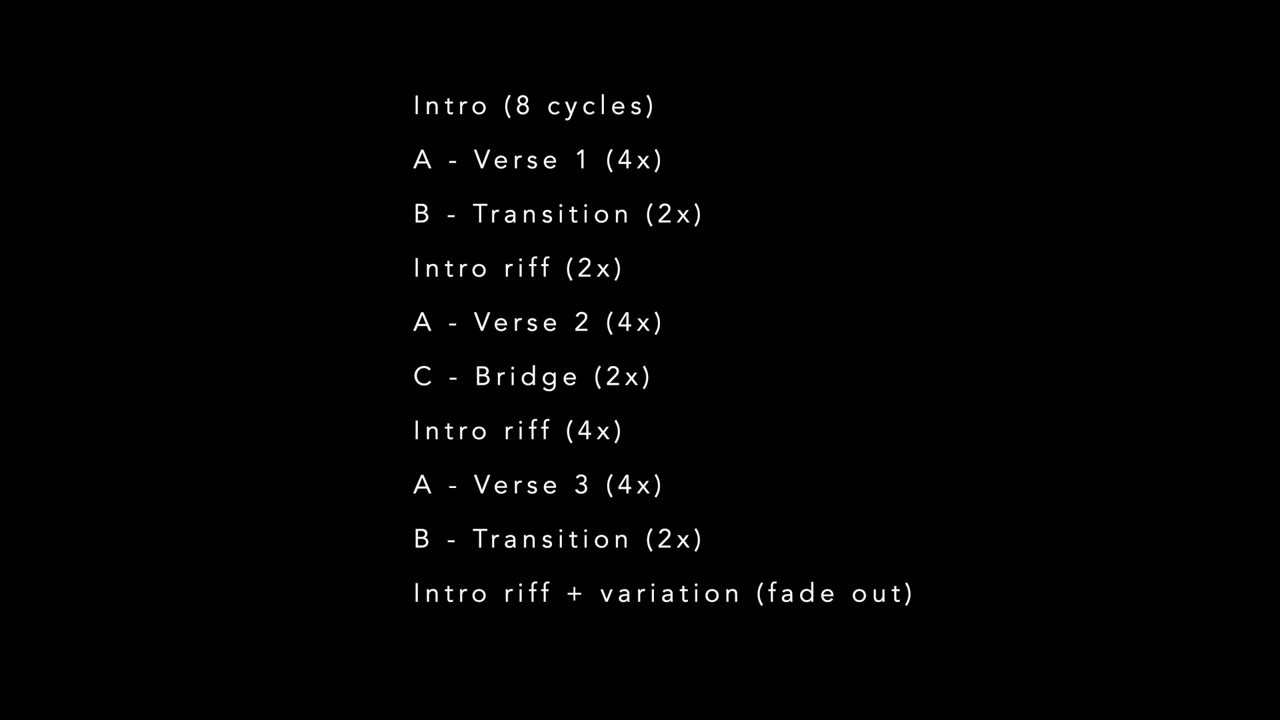 Intro (8 cycles)
A - Verse 1 (4x)
B - Transition (2x)
Intro riff (2x)
A - Verse 2 (4x)
C - Bridge (2x)
Intro riff (4x)
A - Verse 3 (4x)
B - Transition (2x)
Intro riff + variation (fade out)